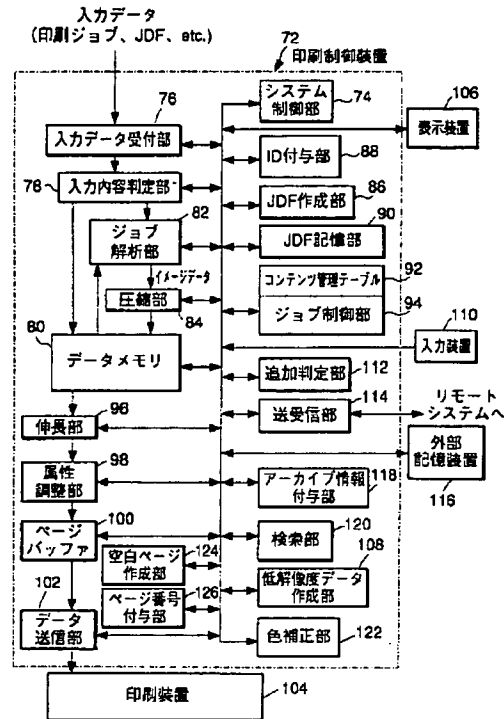 入力データ
(印刷ジョブ、JDF、etc.)
72
印刷制御装置
システム
制御部
74
76
入力データ受付部
106
表示装置
ID付与部
88
78
入力内容判定部
JDF作成部
86
82
ジョブ
解析部
JDF記憶部
90
イメージデータ
圧縮部
84
コンテンツ管理テーブル
92
ジョブ制御部
94
80
データメモリ
110
入力装置
追加判定部
112
114
送受信部
リモート
システムへ
96
伸長部
外部
記憶装置
116
98
属性
調整部
アーカイブ情報
付与部
118
100
ページ
バッファ
検索部
120
空白ページ
作成部
124
108
低解像度データ
作成部
102
ページ番号
付与部
126
データ
送信部
色補正部
122
印刷装置
104